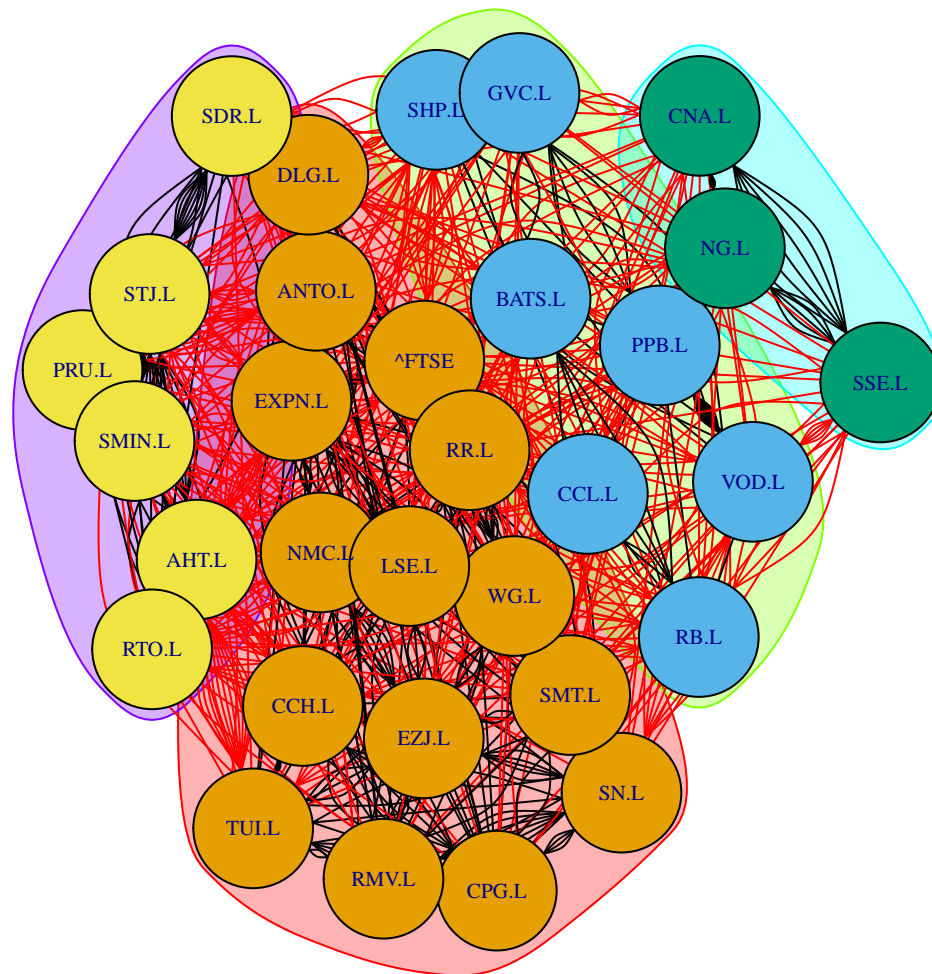 SDR.L
SHP.L
GVC.L
CNA.L
DLG.L
NG.L
STJ.L
ANTO.L
BATS.L
PPB.L
PRU.L
^FTSE
SSE.L
EXPN.L
SMIN.L
RR.L
CCL.L
VOD.L
AHT.L
NMC.L
LSE.L
WG.L
RTO.L
RB.L
CCH.L
SMT.L
EZJ.L
SN.L
TUI.L
RMV.L
CPG.L